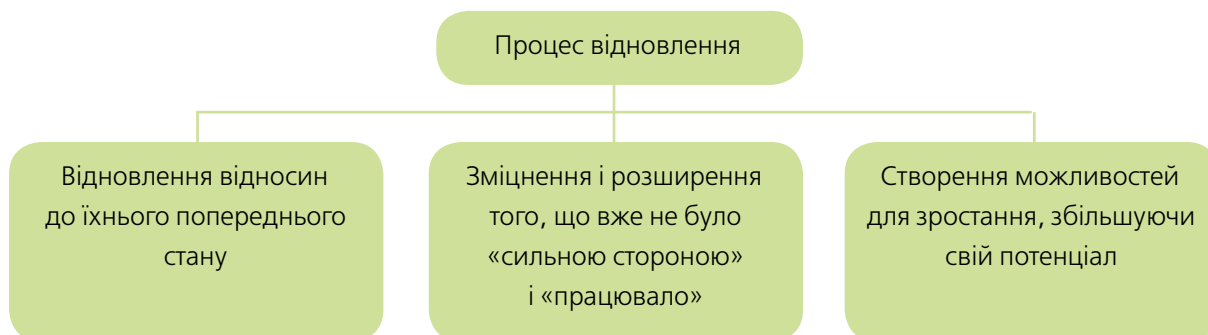 Процес відновлення
Відновлення відносин
до їхнього попереднього
стану
Зміцнення і розширення
того, що вже не було
«сильною стороною»
і «працювало»
Створення можливостей
для зростання, збільшуючи
свій потенціал